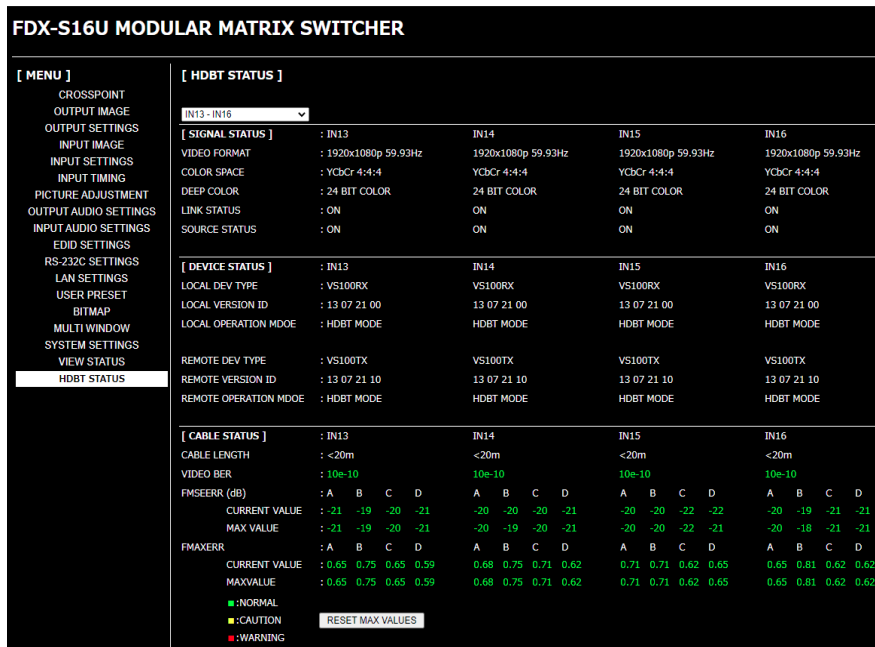 FDX-S16U MODULAR MATRIX SWITCHER
[ MENU ]
CROSSPOINT
OUTPUT IMAGE
OUTPUT SETTINGS
INPUT IMAGE
INPUT SETTINGS
INPUT TIMING
PICTURE ADJUSTMENT
OUTPUT AUDIO SETTINGS
INPUT AUDIO SETTINGS
EDID SETTINGS
RS-232C SETTINGS
LAN SETTINGS
USER PRESET
BITMAP
MULTI WINDOW
SYSTEM SETTINGS
VIEW STATUS
HDBT STATUS
[ HDBT STATUS ]
IN13 - IN16
[ SIGNAL STATUS ] : IN13 IN14 IN15 IN16
VIDEO FORMAT : 1920x1080p 59.93Hz 1920x1080p 59.93Hz 1920x1080p 59.93Hz 1920x1080p 59.93Hz
COLOR SPACE : YCbCr 4:4:4 YCbCr 4:4:4 YCbCr 4:4:4 YCbCr 4:4:4
DEEP COLOR : 24 BIT COLOR 24 BIT COLOR 24 BIT COLOR 24 BIT COLOR
LINK STATUS : ON ON ON ON
SOURCE STATUS : ON ON ON ON
[ DEVICE STATUS ] : IN13 IN14 IN15 IN16
LOCAL DEV TYPE : VS100RX VS100RX VS100RX VS100RX
LOCAL VERSION ID : 13 07 21 00 13 07 21 00 13 07 21 00 13 07 21 00
LOCAL OPERATION MDOE : HDBT MODE HDBT MODE HDBT MODE HDBT MODE
REMOTE DEV TYPE : VS100TX VS100TX VS100TX VS100TX
REMOTE VERSION ID : 13 07 21 10 13 07 21 10 13 07 21 10 13 07 21 10
REMOTE OPERATION MDOE : HDBT MODE HDBT MODE HDBT MODE HDBT MODE
[ CABLE STATUS ] : IN13 IN14 IN15 IN16
CABLE LENGTH : <20m <20m <20m <20m
VIDEO BER : 10e-10 10e-10 10e-10 10e-10
FMSEERR (dB) : A B C D A B C D A B C D A B C D
CURRENT VALUE : -21 -19 -20 -21 -20 -20 -20 -21 -20 -20 -22 -22 -20 -19 -21 -21
MAX VALUE : -21 -19 -20 -21 -20 -19 -20 -21 -20 -20 -22 -21 -20 -18 -21 -21
FMAXERR : A B C D A B C D A B C D A B C D
CURRENT VALUE : 0.65 0.75 0.65 0.59 0.68 0.75 0.71 0.62 0.71 0.71 0.62 0.65 0.65 0.81 0.62 0.62
MAXVALUE : 0.65 0.75 0.65 0.59 0.68 0.75 0.71 0.62 0.71 0.71 0.62 0.65 0.65 0.81 0.62 0.62
:NORMAL
:CAUTION RESET MAX VALUES
:WARNING